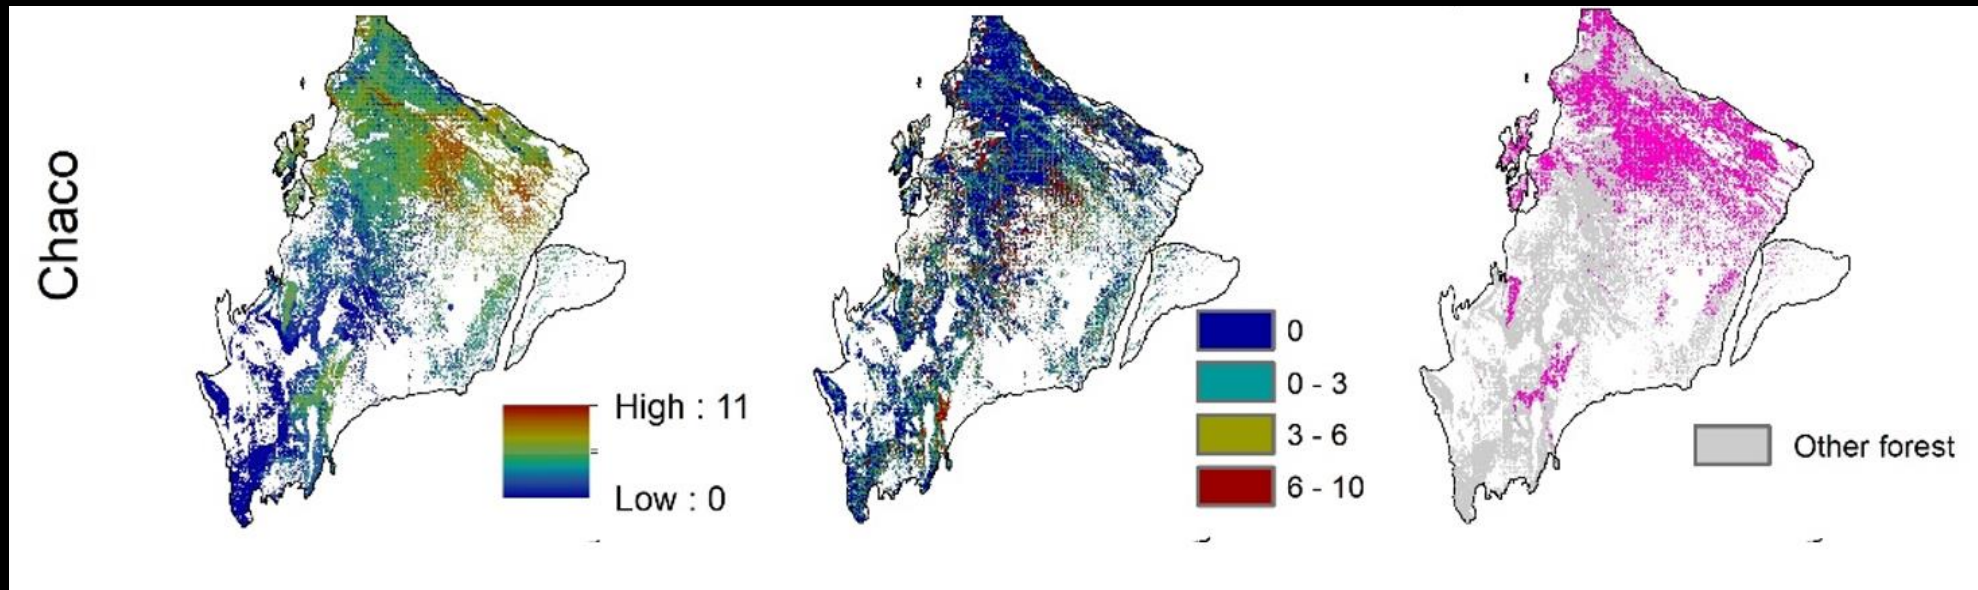 Chaco
High : 11
Low : 0
0
0 - 3
3 - 6
6 - 10
Other forest